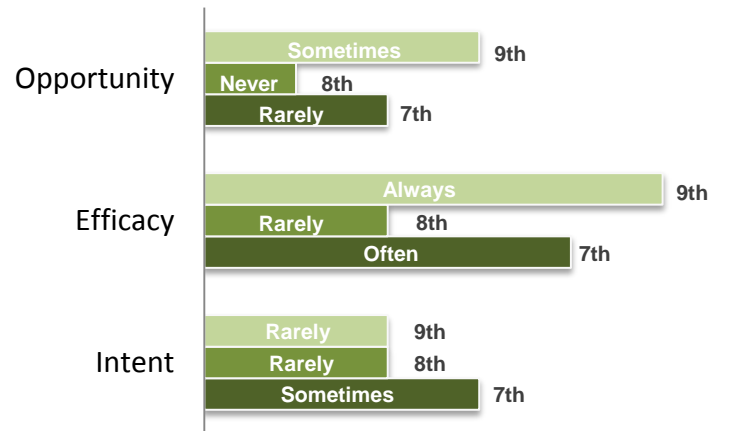 Sometimes 9th
Opportunity Never 8th
Rarely 7th
Always 9th
Efficacy Rarely 8th
Often 7th
Rarely 9th
Intent Rarely 8th
Sometimes 7th